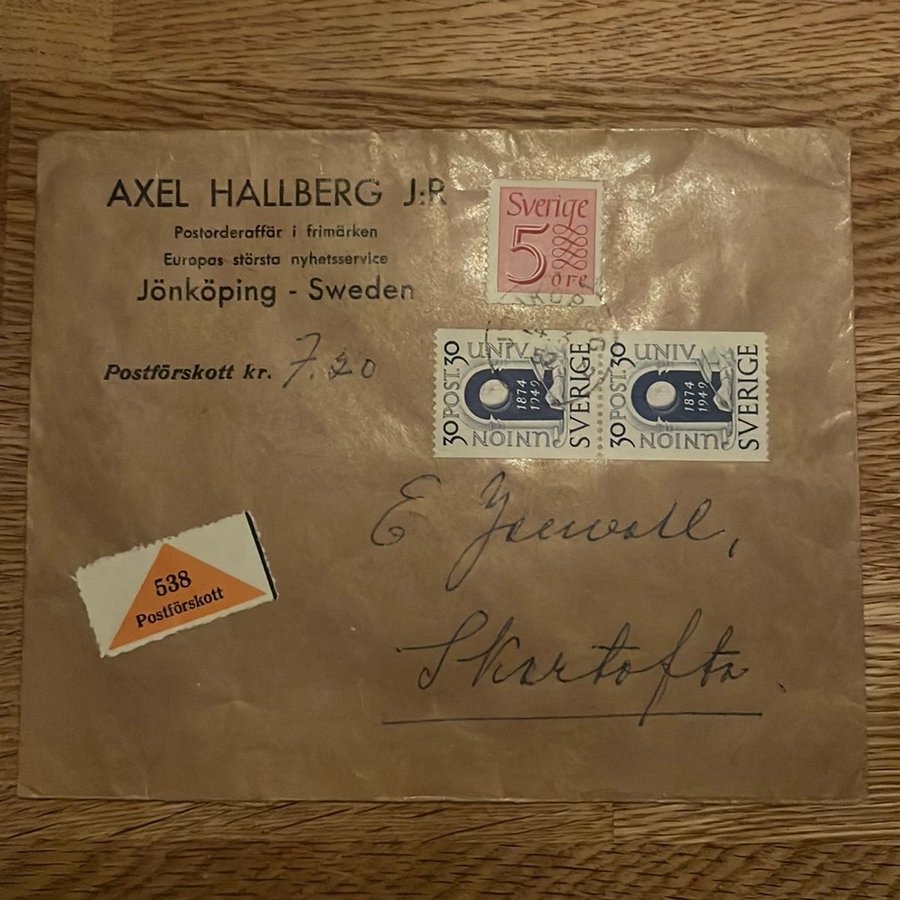 AXEL HALLBERG J:R
Postorderaffär i frimärken
Europas största nyhetsservice
Jönköping - Sweden
Postförskott kr. 7.20
Sverige
5
öre
30 POST. 30
UNIV.
1874
1949
UNION
SVERIGE
30 POST. 30
UNIV.
1874
1949
UNION
SVERIGE
E
Skartofta
538
Postförskott